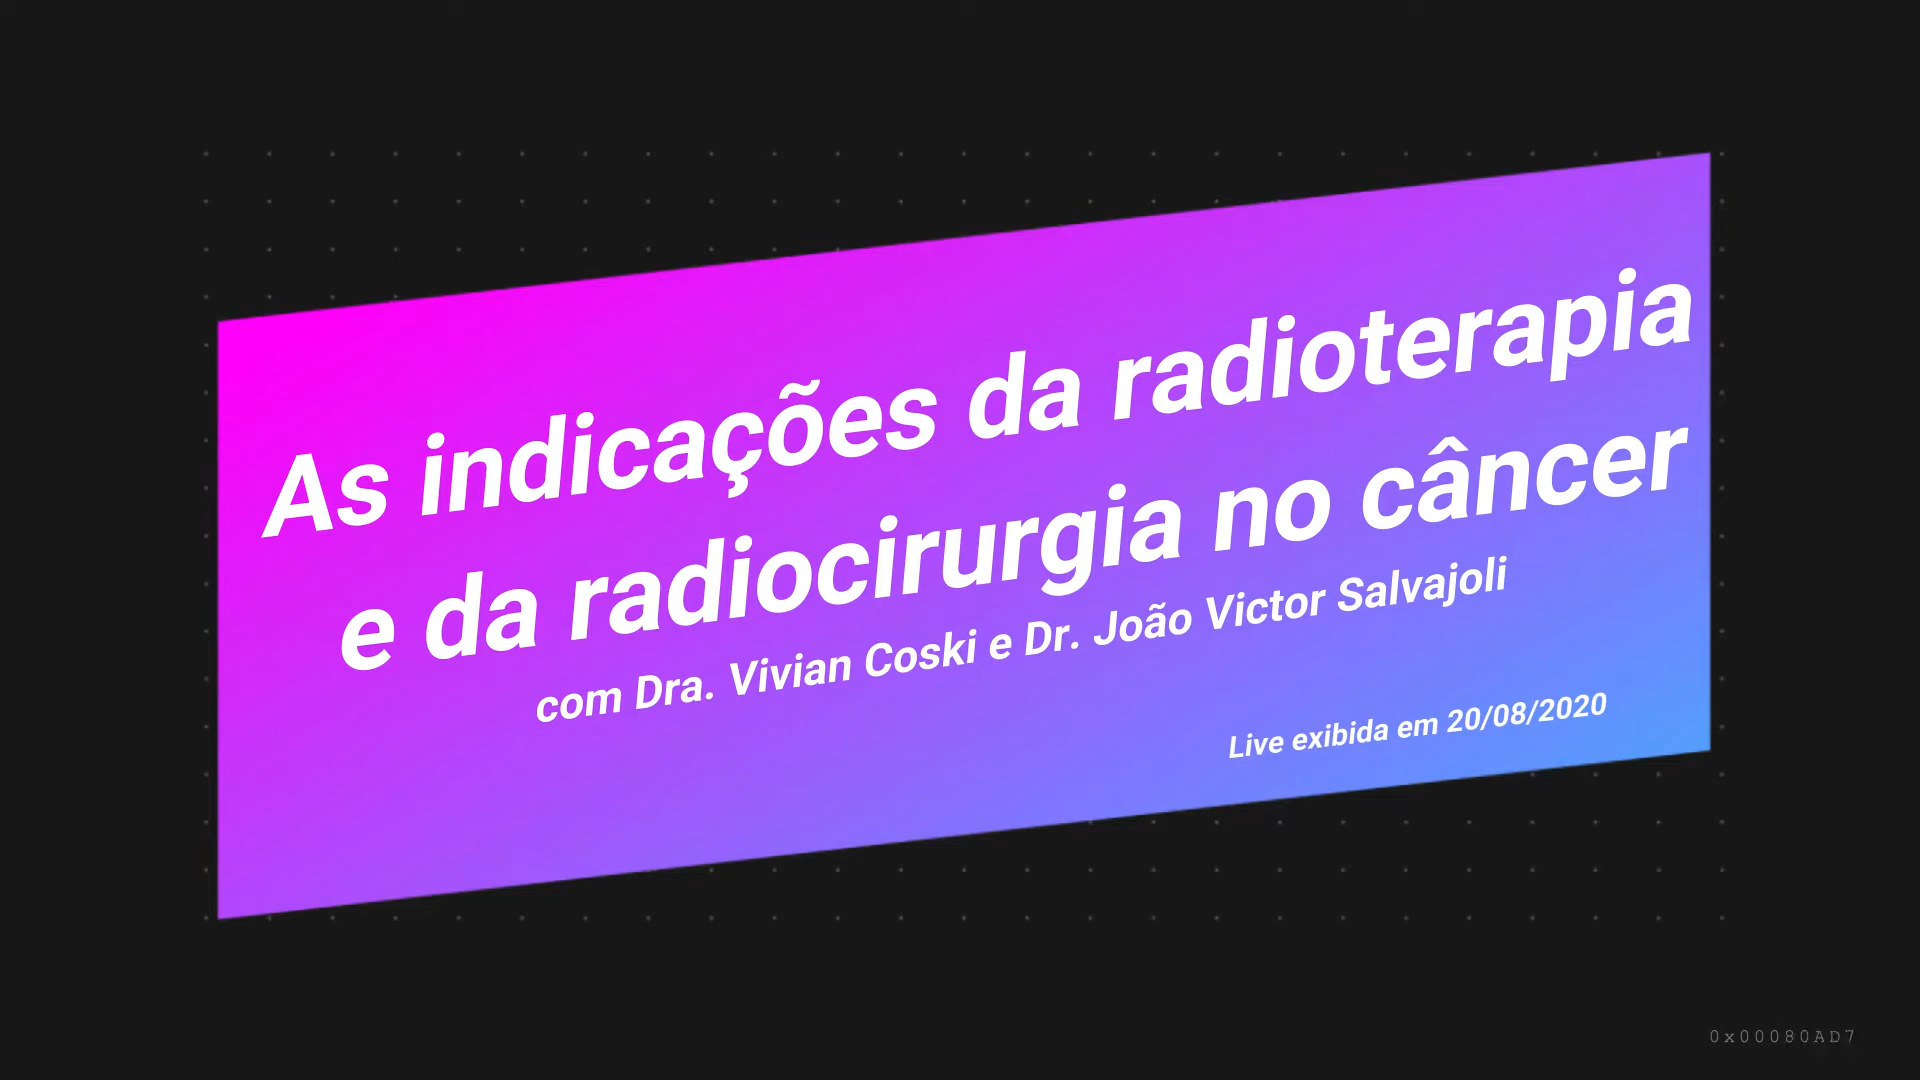 As indicações da radioterapia
e da radiocirurgia no câncer
com Dra. Vivian Coski e Dr. João Victor Salvajoli
Live exibida em 20/08/2020
0x00080AD7